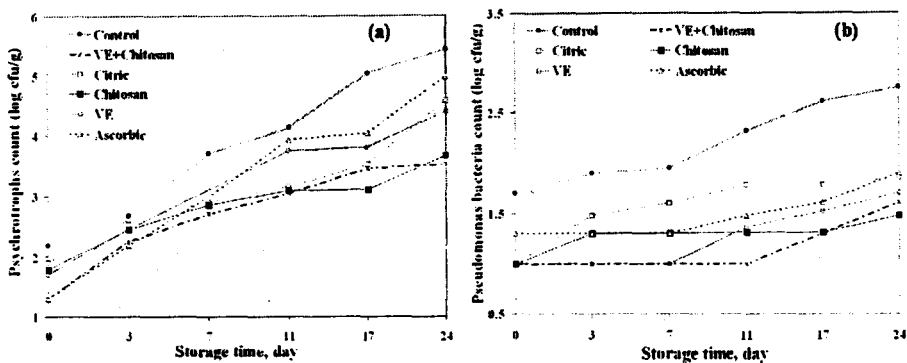 (a)
Control
VE+Chitosan
Citric
Chitosan
VE
Ascorbic
Psychrotrophs count (log cfu/g)
6
5
4
3
2
1
0 3 7 11 17 24
Storage time, day
(b)
Control VE+Chitosan
Citric Chitosan
VE Ascorbic
Pseudomonas bacteria count (log cfu/g)
3.5
2.5
1.5
0.5
0 3 7 11 17 24
Storage time, day